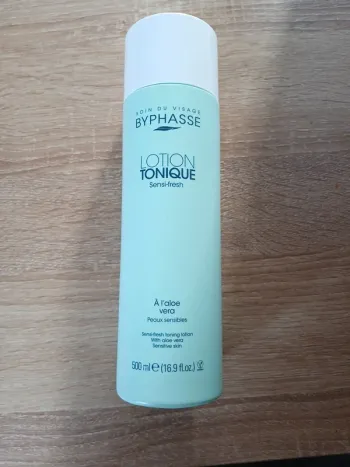 SOIN DU VISAGE
BYPHASSE
LOTION
TONIQUE
Sensi-fresh
À l'aloe
vera
Peaux sensibles
Sensi-fresh toning lotion
With aloe vera
Sensitive skin
500 ml ℮ (16.9 fl.oz.)